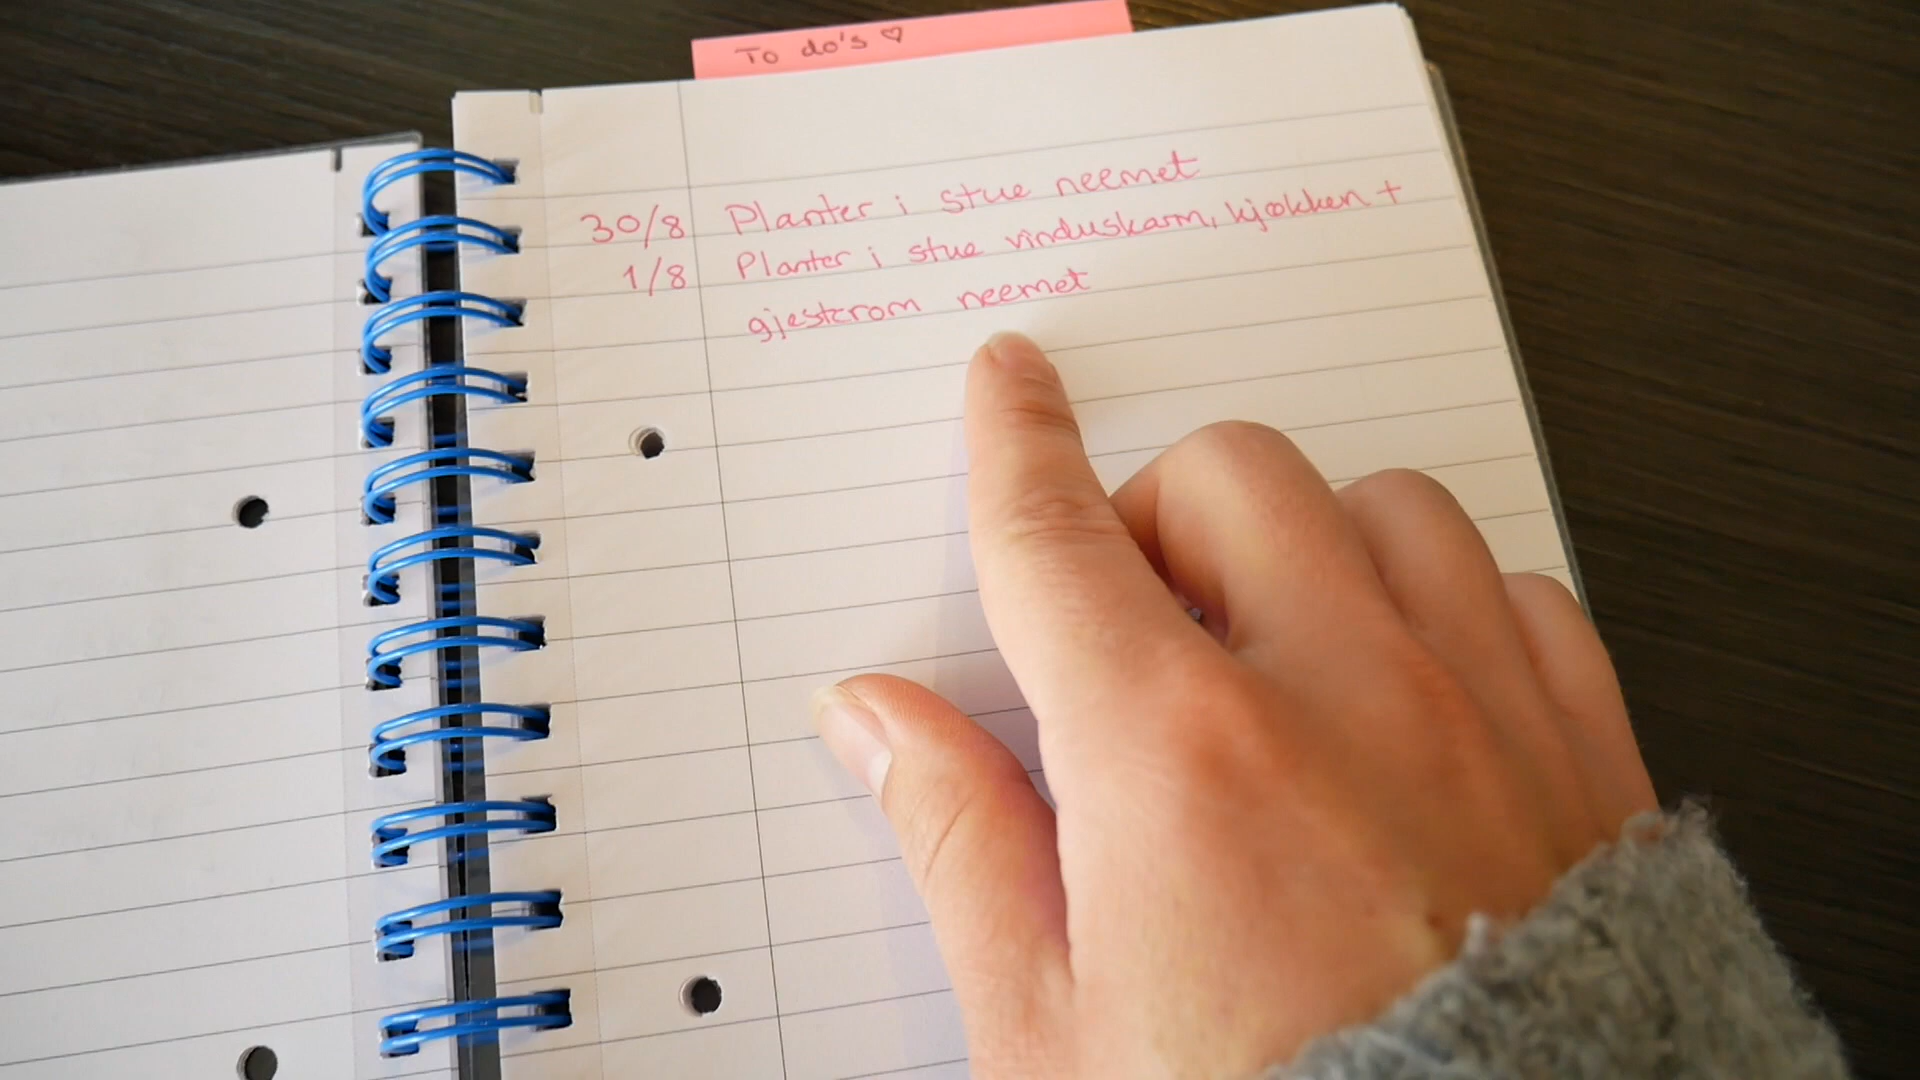 To do's ♡
30/8 Planter i stue neemet
1/8 Planter i stue vinduskarm, kjøkken +
gjesterom neemet